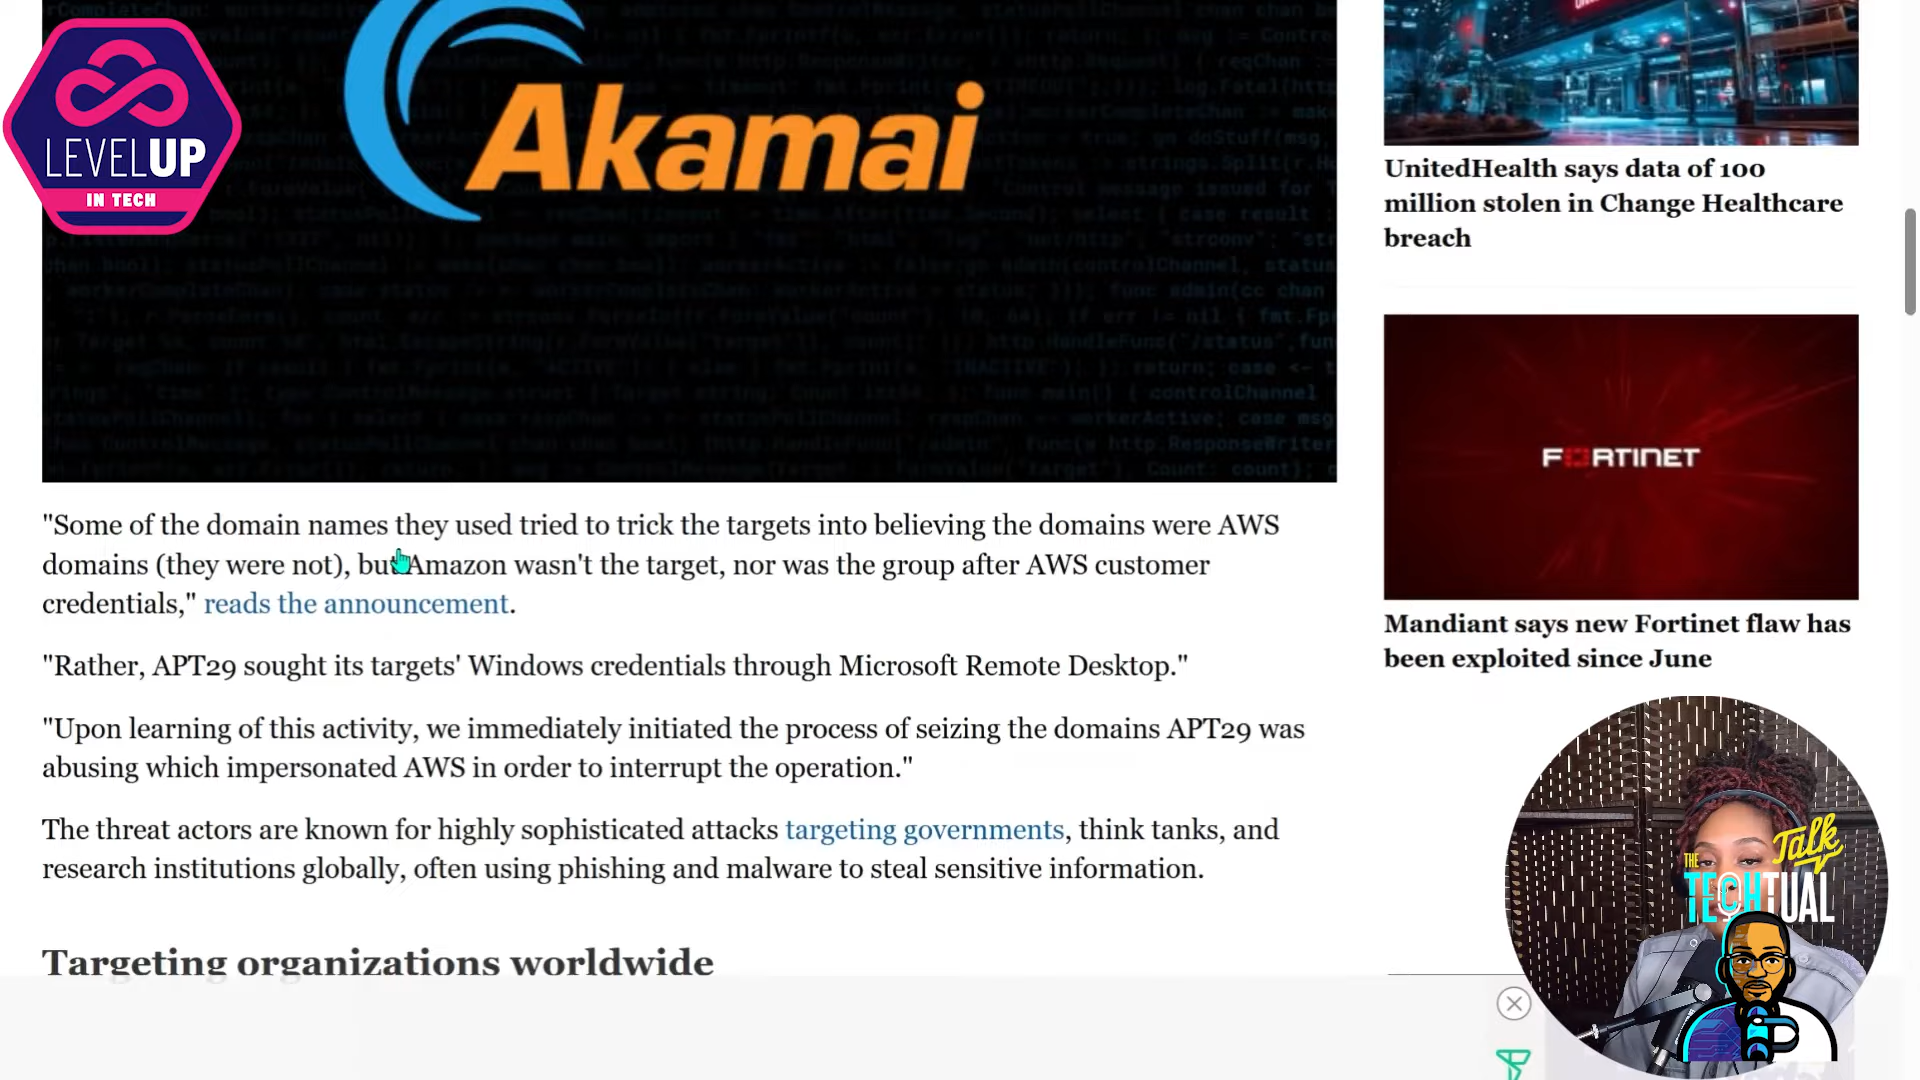 LEVELUP
IN TECH
Akamai
"Some of the domain names they used tried to trick the targets into believing the domains were AWS
domains (they were not), but Amazon wasn't the target, nor was the group after AWS customer
credentials," reads the announcement.
"Rather, APT29 sought its targets' Windows credentials through Microsoft Remote Desktop."
"Upon learning of this activity, we immediately initiated the process of seizing the domains APT29 was
abusing which impersonated AWS in order to interrupt the operation."
The threat actors are known for highly sophisticated attacks targeting governments, think tanks, and
research institutions globally, often using phishing and malware to steal sensitive information.
Targeting organizations worldwide
UnitedHealth says data of 100
million stolen in Change Healthcare
breach
FORTINET
Mandiant says new Fortinet flaw has
been exploited since June
THE
TECHTUAL
Talk